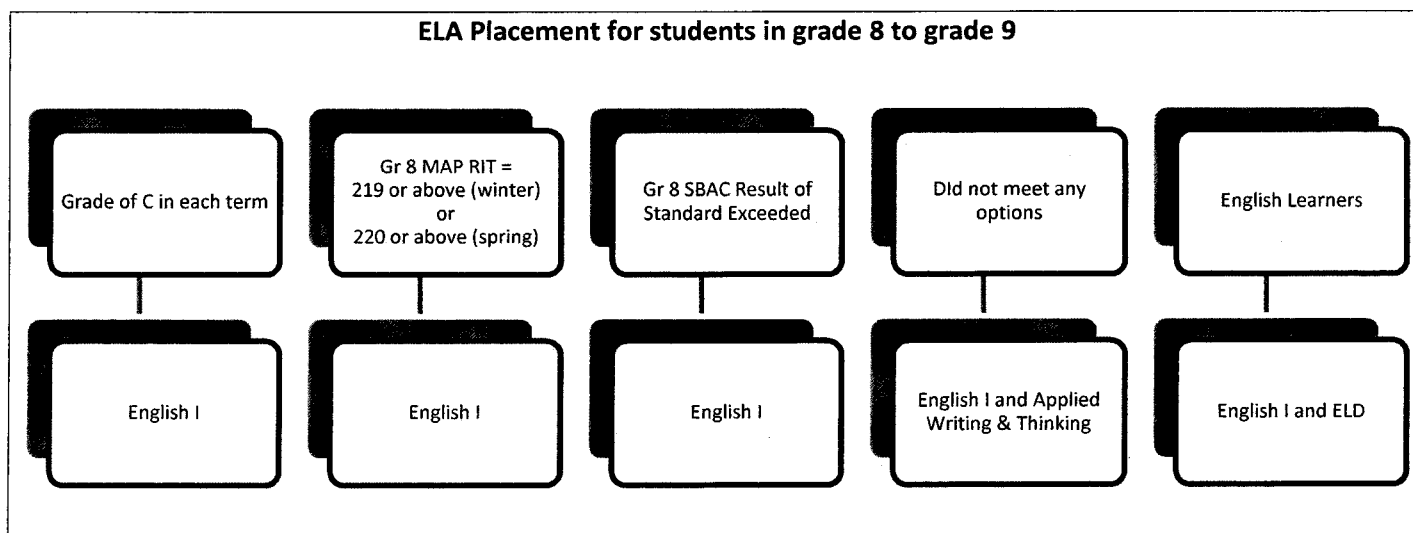 ELA Placement for students in grade 8 to grade 9
Grade of C in each term
Gr 8 MAP RIT =
219 or above (winter)
or
220 or above (spring)
Gr 8 SBAC Result of
Standard Exceeded
DId not meet any
options
English Learners
English I
English I
English I
English I and Applied
Writing & Thinking
English I and ELD